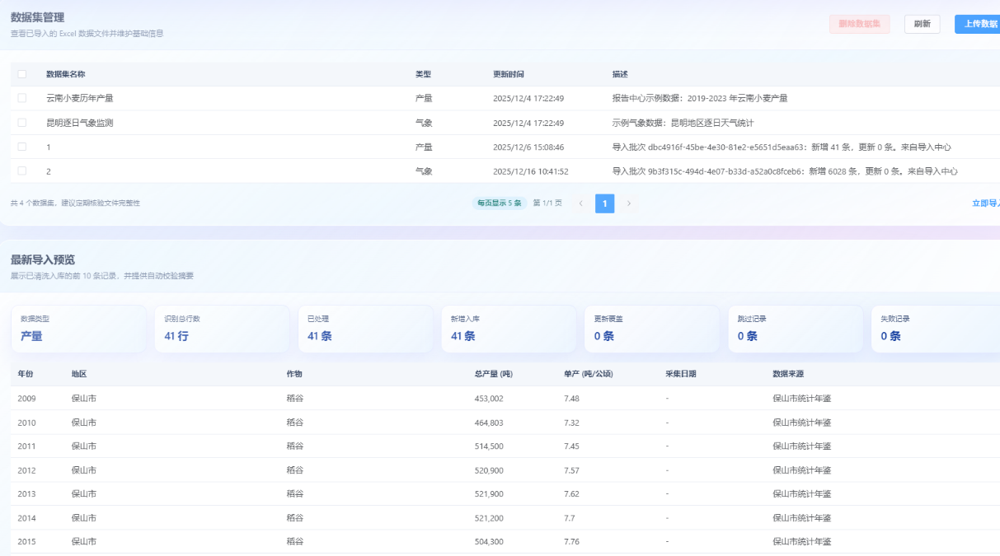 数据集管理
查看已导入的 Excel 数据文件并维护基础信息
删除数据集 刷新 上传数据
数据集名称 类型 更新时间 描述
云南小麦历年产量 产量 2025/12/4 17:22:49 报告中心示例数据：2019-2023 年云南小麦产量
昆明逐日气象监测 气象 2025/12/4 17:22:49 示例气象数据：昆明地区逐日天气统计
1 产量 2025/12/6 15:08:46 导入批次 dbc4916f-45be-4e30-81e2-e5651d5eaa63：新增 41 条，更新 0 条。来自导入中心
2 气象 2025/12/16 10:41:52 导入批次 9b3f315c-494d-4e07-b33d-a52a0c8fceb6：新增 6028 条，更新 0 条。来自导入中心
共 4 个数据集，建议定期核验文件完整性 每页显示 5 条 第 1/1 页 1 立即导入
最新导入预览
展示已清洗入库的前 10 条记录，并提供自动校验摘要
数据类型 识别总行数 已处理 新增入库 更新覆盖 跳过记录 失败记录
产量 41 行 41 条 41 条 0 条 0 条 0 条
年份 地区 作物 总产量 (吨) 单产 (吨/公顷) 采集日期 数据来源
2009 保山市 稻谷 453,002 7.48 - 保山市统计年鉴
2010 保山市 稻谷 464,803 7.32 - 保山市统计年鉴
2011 保山市 稻谷 514,500 7.45 - 保山市统计年鉴
2012 保山市 稻谷 520,900 7.57 - 保山市统计年鉴
2013 保山市 稻谷 521,900 7.62 - 保山市统计年鉴
2014 保山市 稻谷 521,200 7.7 - 保山市统计年鉴
2015 保山市 稻谷 504,300 7.76 - 保山市统计年鉴